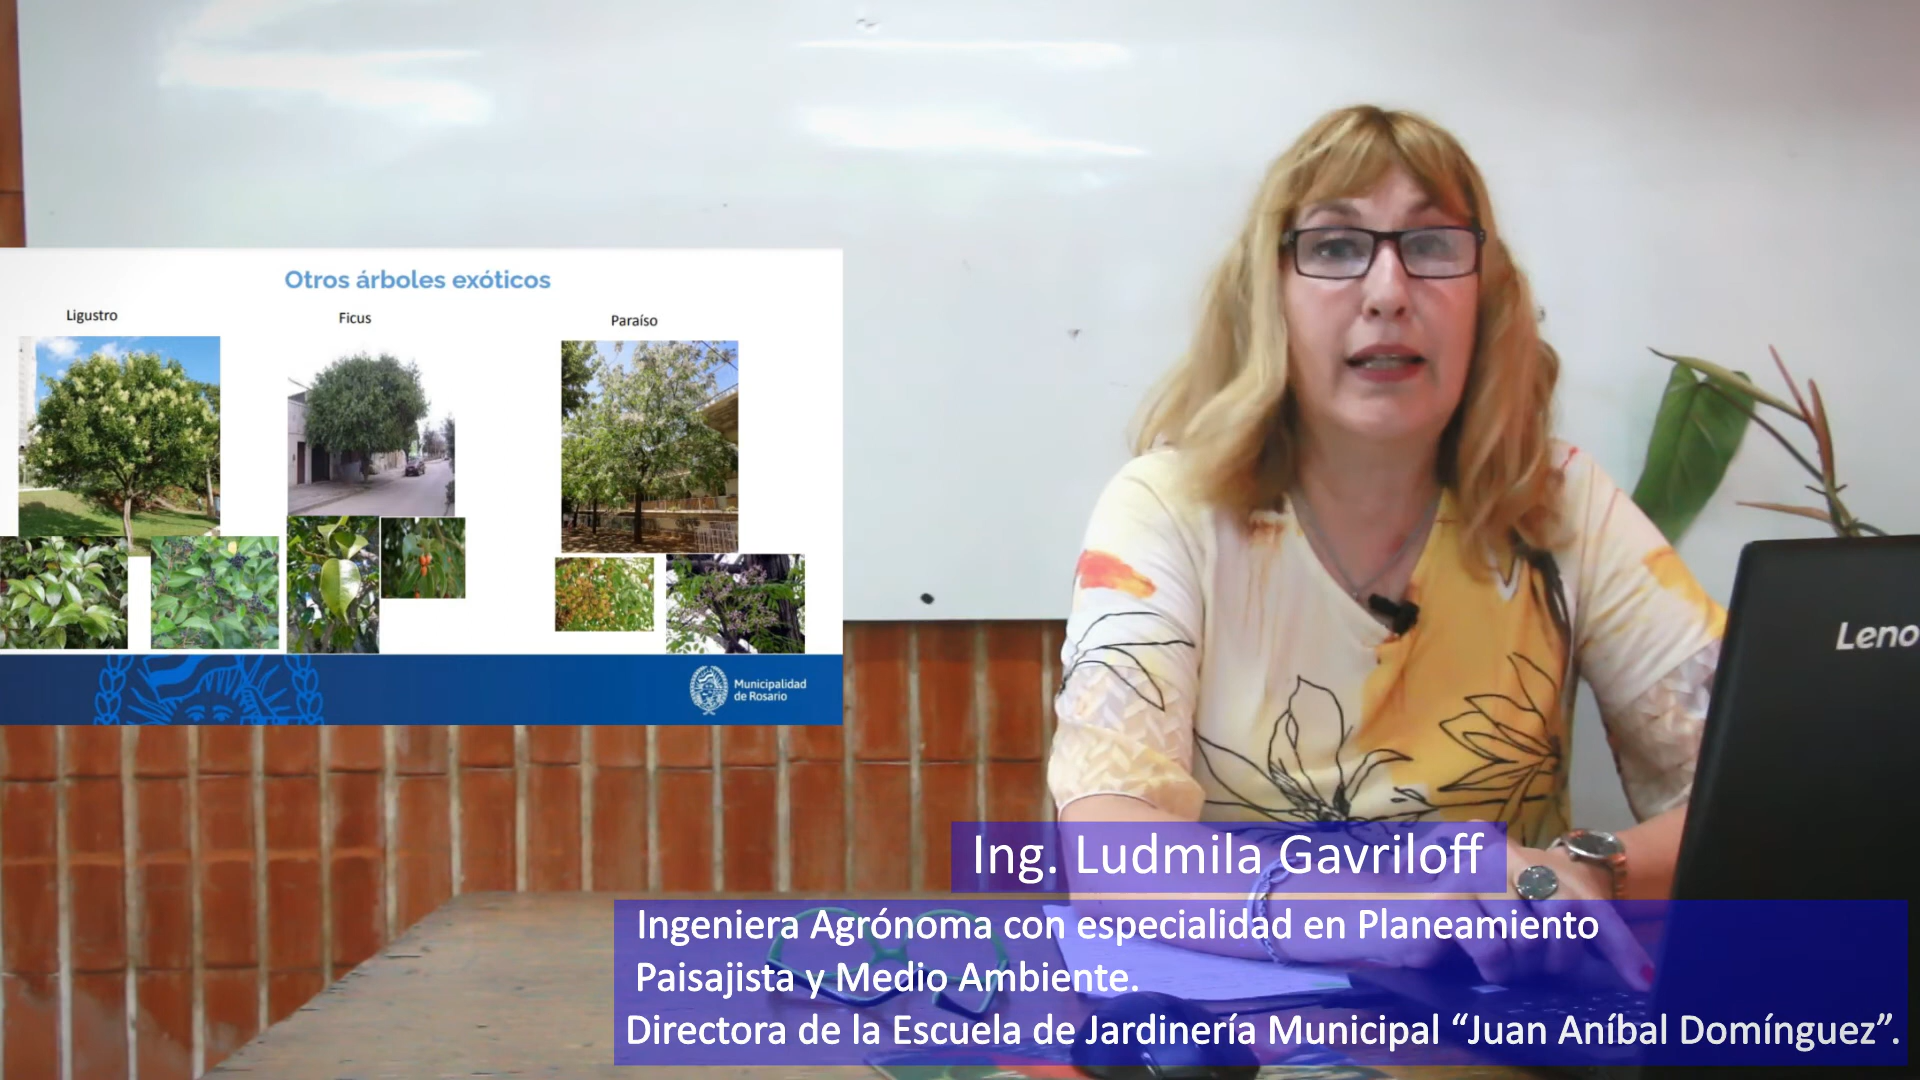 Otros árboles exóticos
Ligustro
Ficus
Paraíso
Municipalidad
de Rosario
Leno
Ing. Ludmila Gavriloff
Ingeniera Agrónoma con especialidad en Planeamiento
Paisajista y Medio Ambiente.
Directora de la Escuela de Jardinería Municipal “Juan Aníbal Domínguez”.